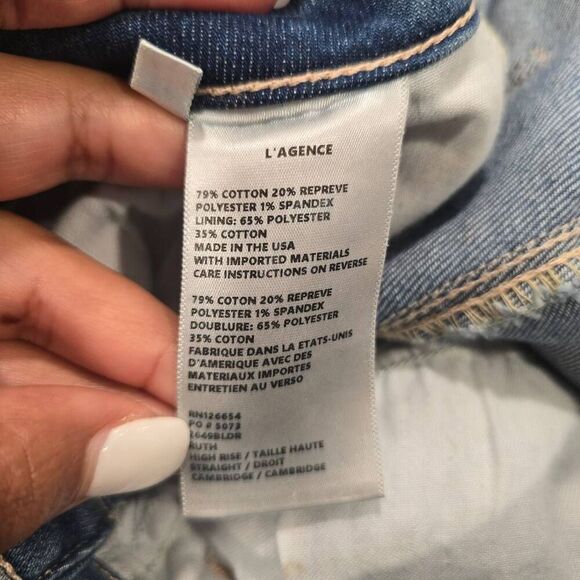 L'AGENCE
79% COTTON 20% REPREVE
POLYESTER 1% SPANDEX
LINING: 65% POLYESTER
35% COTTON
MADE IN THE USA
WITH IMPORTED MATERIALS
CARE INSTRUCTIONS ON REVERSE
79% COTON 20% REPREVE
POLYESTER 1% SPANDEX
DOUBLURE: 65% POLYESTER
35% COTON
FABRIQUE DANS LA ETATS-UNIS
D'AMERIQUE AVEC DES
MATERIAUX IMPORTES
ENTRETIEN AU VERSO
RN126654
PO # 5073
2649BLDR
RUTH
HIGH RISE / TAILLE HAUTE
STRAIGHT / DROIT
CAMBRIDGE / CAMBRIDGE